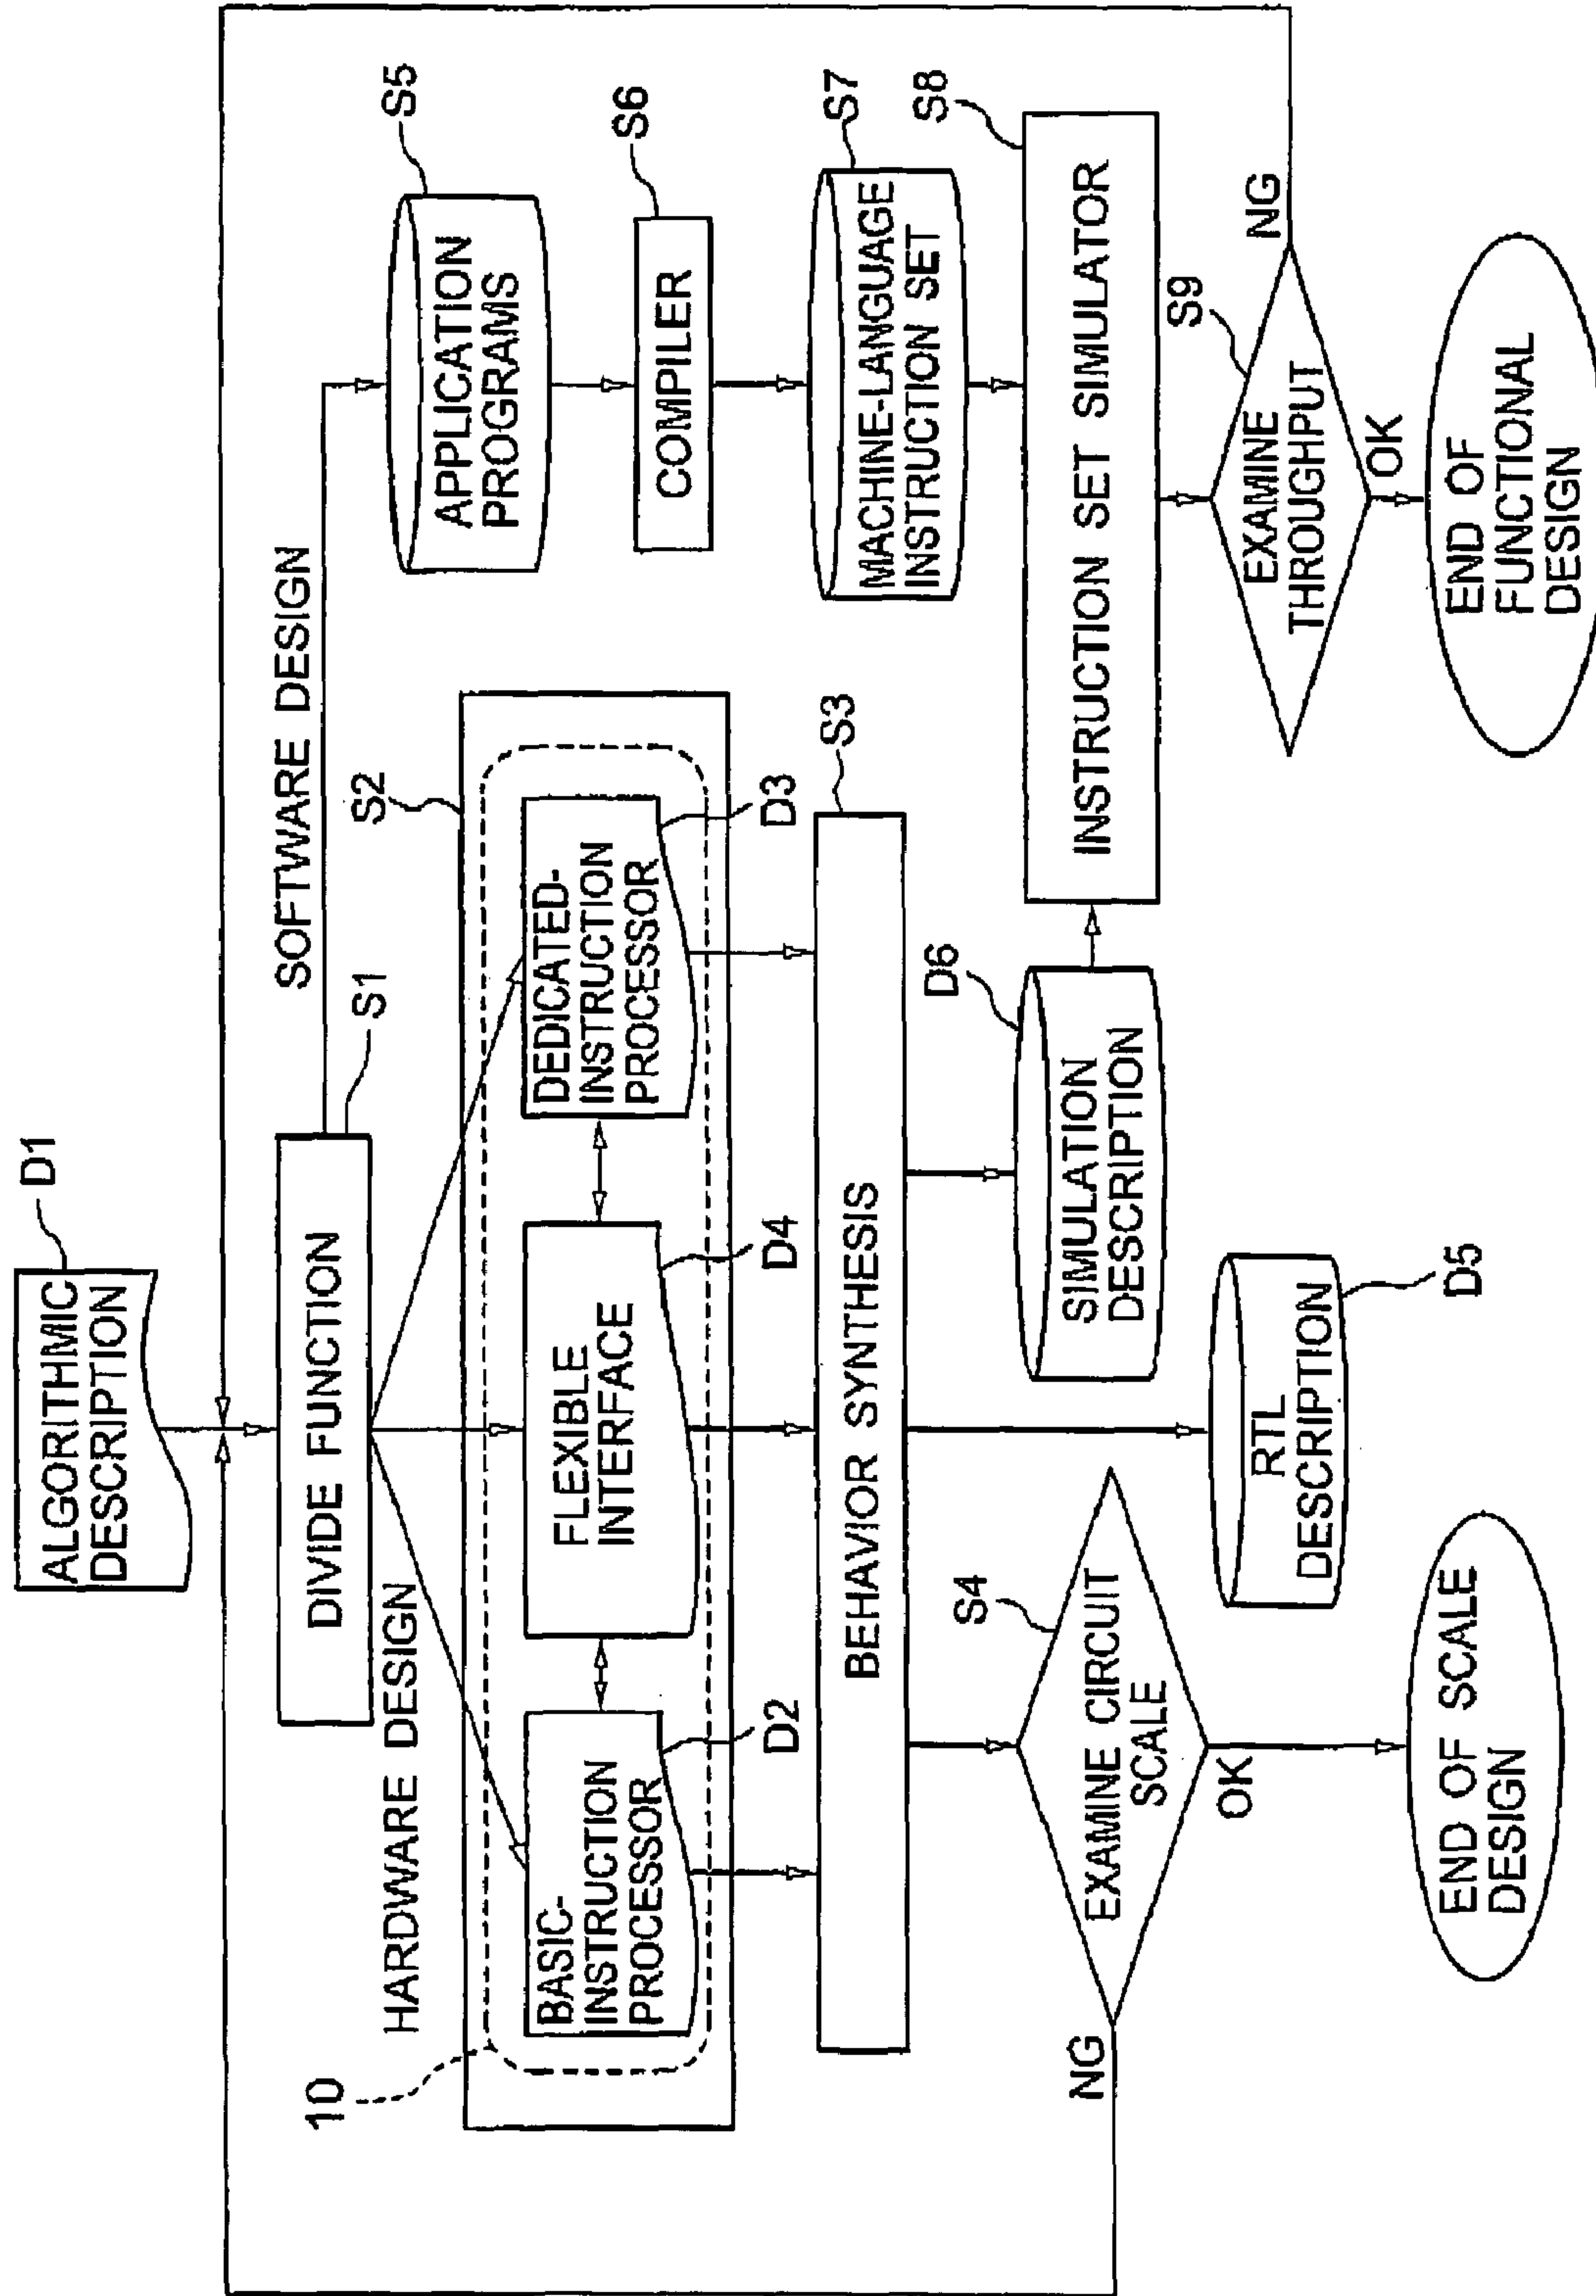 D1
ALGORITHMIC
DESCRIPTION
DIVIDE FUNCTION
S1
SOFTWARE DESIGN
HARDWARE DESIGN
10
S2
BASIC-
INSTRUCTION
PROCESSOR
D2
FLEXIBLE
INTERFACE
D4
DEDICATED-
INSTRUCTION
PROCESSOR
D3
APPLICATION
PROGRAMS
S5
COMPILER
S6
MACHINE-LANGUAGE
INSTRUCTION SET
S7
BEHAVIOR SYNTHESIS
S3
EXAMINE CIRCUIT
SCALE
S4
NG
OK
END OF SCALE
DESIGN
RTL
DESCRIPTION
D5
SIMULATION
DESCRIPTION
D6
INSTRUCTION SET SIMULATOR
S8
EXAMINE
THROUGHPUT
S9
NG
OK
END OF
FUNCTIONAL
DESIGN